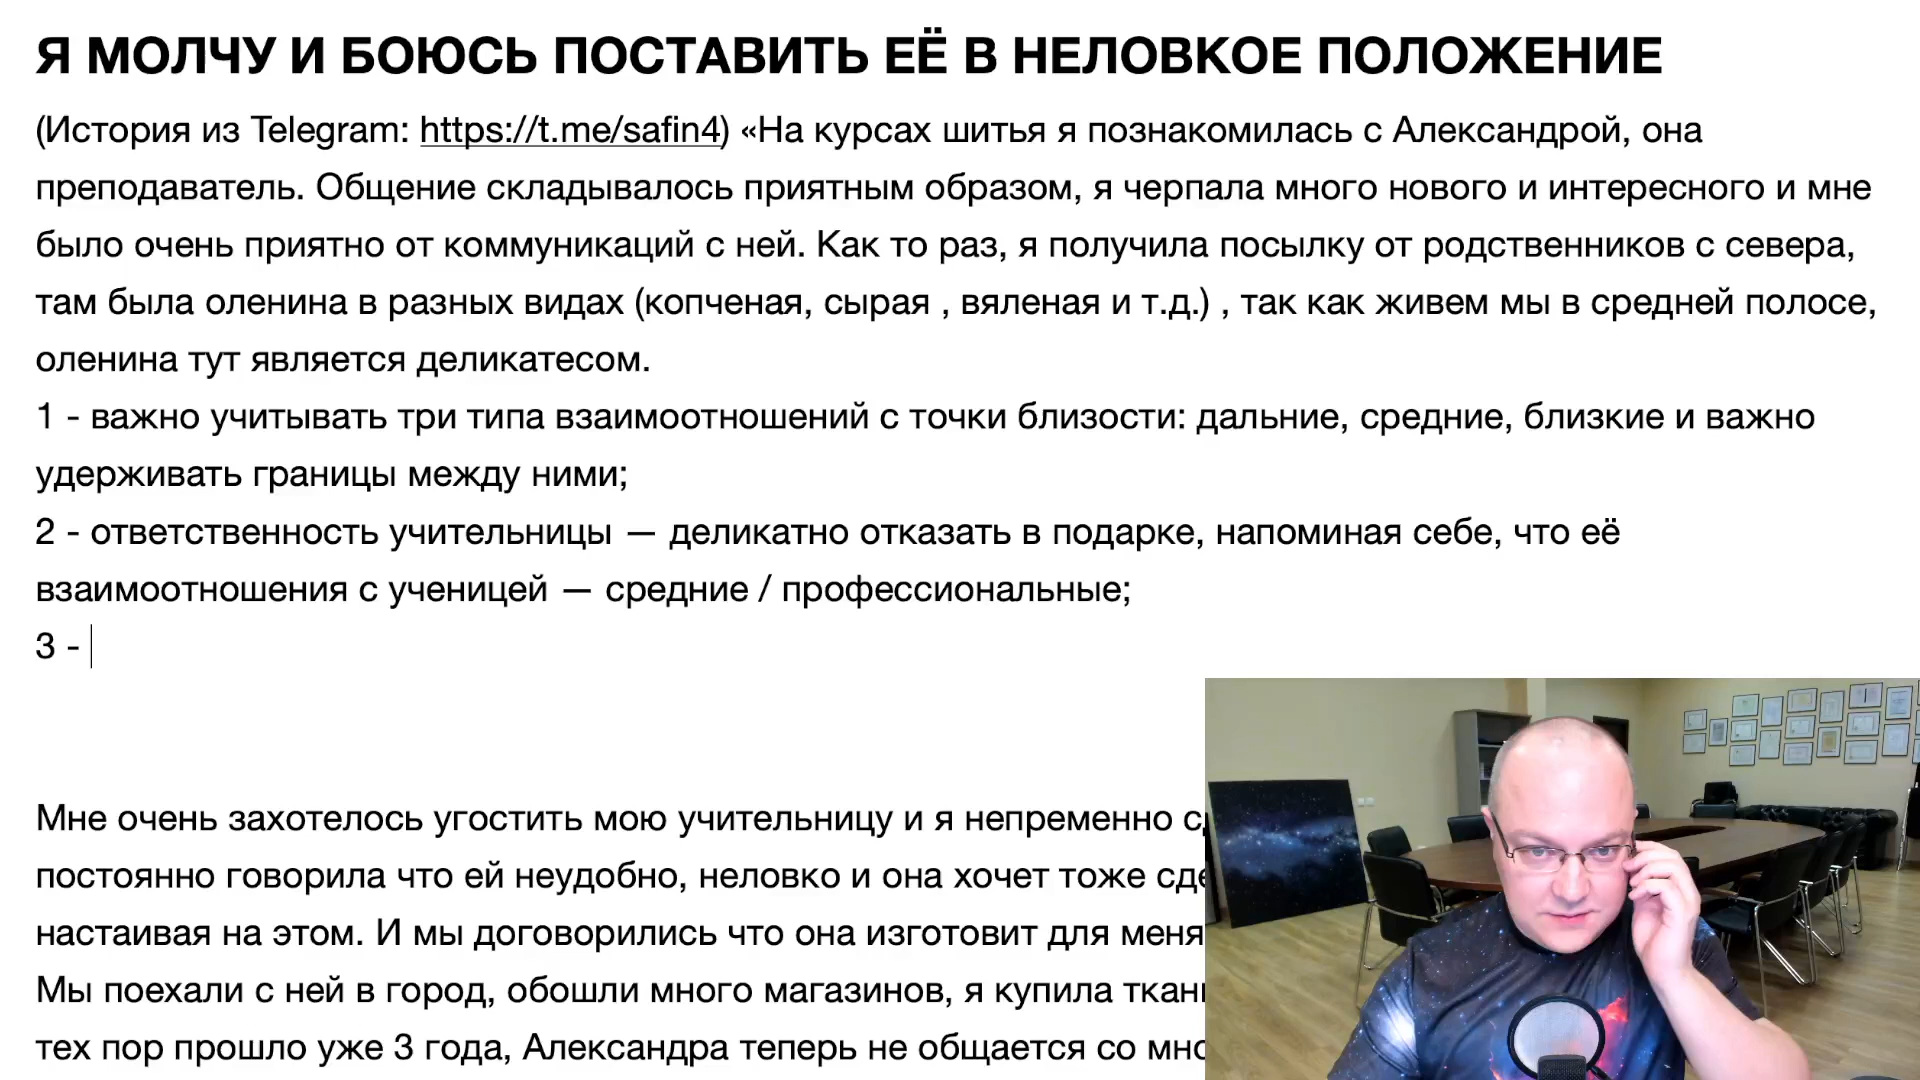 Я МОЛЧУ И БОЮСЬ ПОСТАВИТЬ ЕЁ В НЕЛОВКОЕ ПОЛОЖЕНИЕ
(История из Telegram: https://t.me/safin4) «На курсах шитья я познакомилась с Александрой, она
преподаватель. Общение складывалось приятным образом, я черпала много нового и интересного и мне
было очень приятно от коммуникаций с ней. Как то раз, я получила посылку от родственников с севера,
там была оленина в разных видах (копченая, сырая , вяленая и т.д.) , так как живем мы в средней полосе,
оленина тут является деликатесом.
1 - важно учитывать три типа взаимоотношений с точки близости: дальние, средние, близкие и важно
удерживать границы между ними;
2 - ответственность учительницы — деликатно отказать в подарке, напоминая себе, что её
взаимоотношения с ученицей — средние / профессиональные;
3 -
Мне очень захотелось угостить мою учительницу и я непременно
постоянно говорила что ей неудобно, неловко и она хочет тоже
настаивая на этом. И мы договорились что она изготовит для меня
Мы поехали с ней в город, обошли много магазинов, я купила
тех пор прошло уже 3 года, Александра теперь не общается со